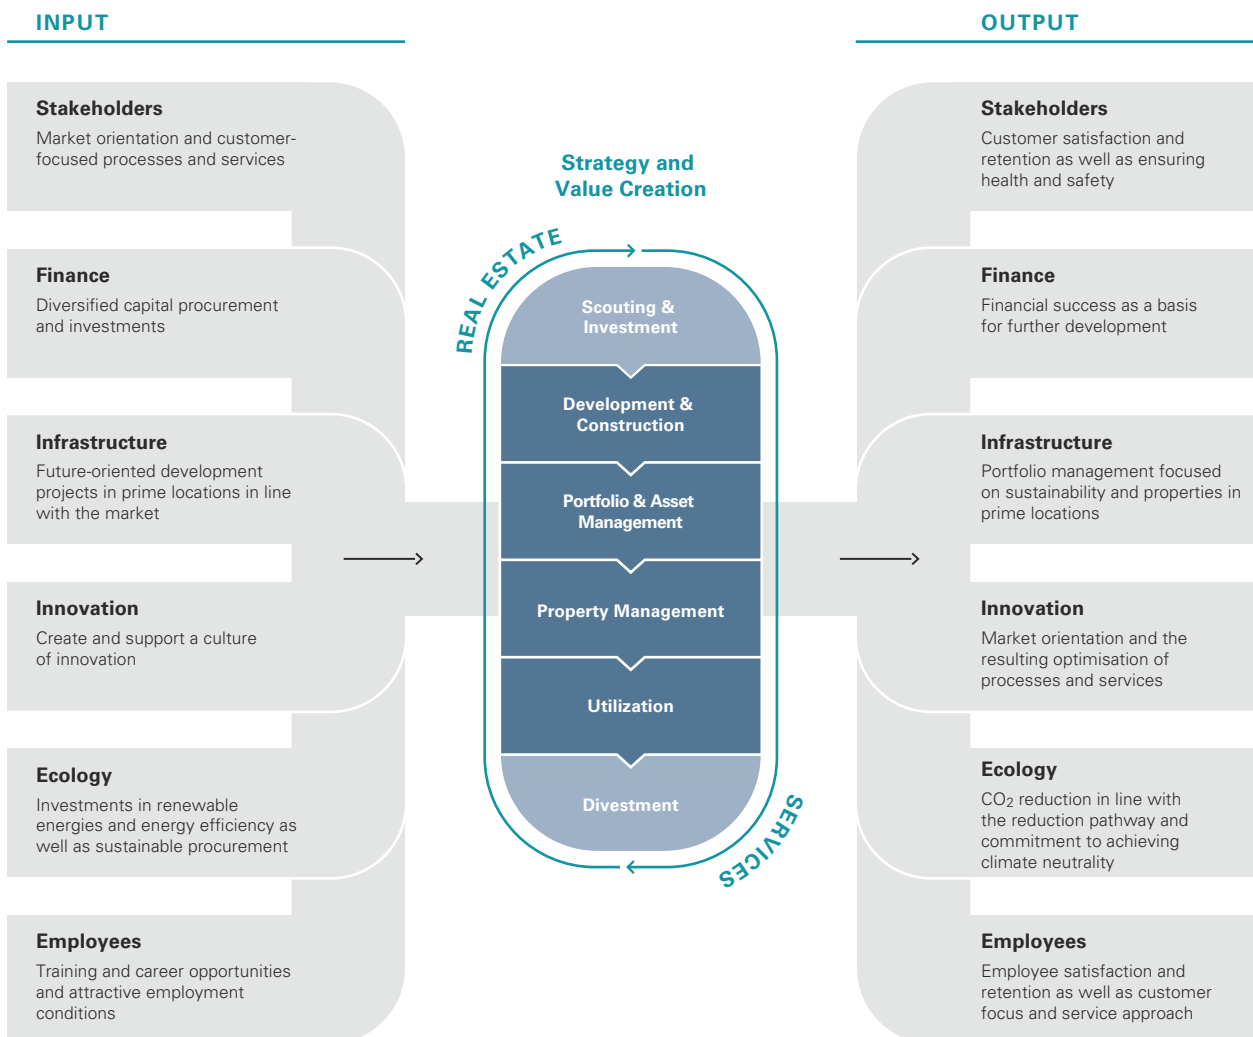 INPUT
Stakeholders
Market orientation and customer-
focused processes and services
Finance
Diversified capital procurement
and investments
Infrastructure
Future-oriented development
projects in prime locations in line
with the market
Innovation
Create and support a culture
of innovation
Ecology
Investments in renewable
energies and energy efficiency as
well as sustainable procurement
Employees
Training and career opportunities
and attractive employment
conditions
Strategy and
Value Creation
REAL ESTATE
Scouting &
Investment
Development &
Construction
Portfolio & Asset
Management
Property Management
Utilization
Divestment
SERVICES
OUTPUT
Stakeholders
Customer satisfaction and
retention as well as ensuring
health and safety
Finance
Financial success as a basis
for further development
Infrastructure
Portfolio management focused
on sustainability and properties in
prime locations
Innovation
Market orientation and the
resulting optimisation of
processes and services
Ecology
CO2 reduction in line with
the reduction pathway and
commitment to achieving
climate neutrality
Employees
Employee satisfaction and
retention as well as customer
focus and service approach